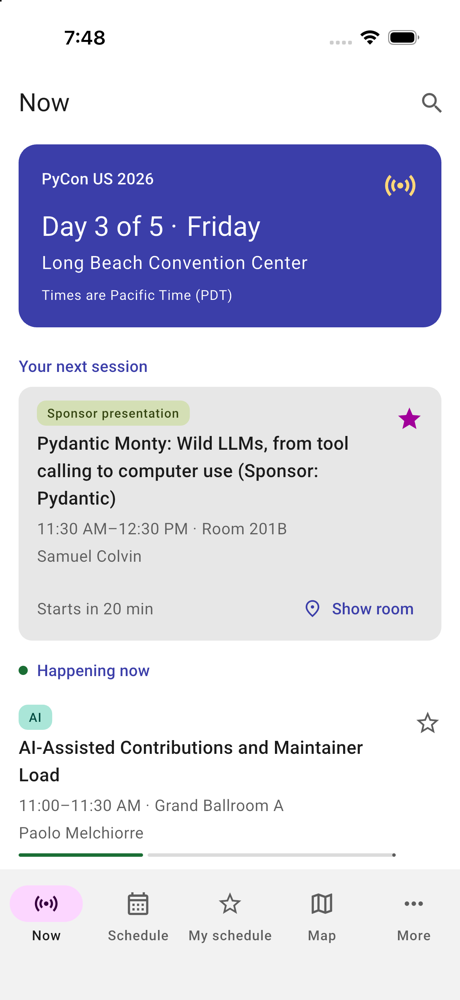 7:48
Now
PyCon US 2026
Day 3 of 5 · Friday
Long Beach Convention Center
Times are Pacific Time (PDT)
Your next session
Sponsor presentation
Pydantic Monty: Wild LLMs, from tool
calling to computer use (Sponsor:
Pydantic)
11:30 AM–12:30 PM · Room 201B
Samuel Colvin
Starts in 20 min
Show room
Happening now
AI
AI-Assisted Contributions and Maintainer
Load
11:00–11:30 AM · Grand Ballroom A
Paolo Melchiorre
Now
Schedule
My schedule
Map
More